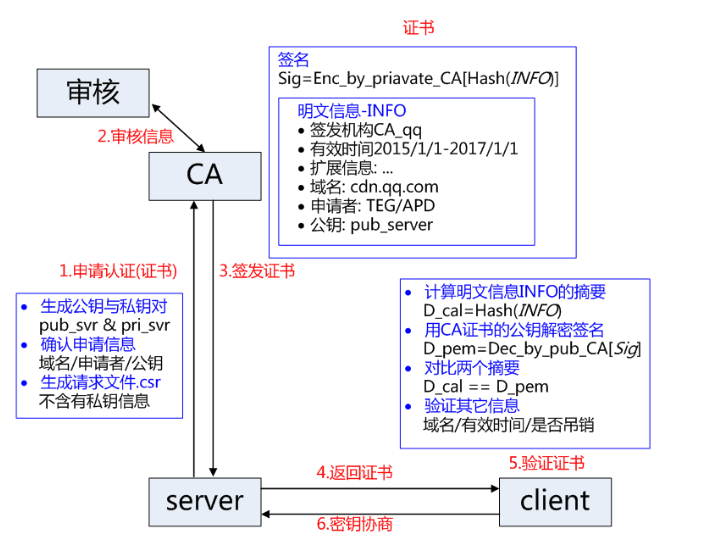 证书
签名
Sig=Enc_by_priavate_CA[Hash(INFO)]
明文信息-INFO
• 签发机构CA_qq
• 有效时间2015/1/1-2017/1/1
• 扩展信息: ...
• 域名: cdn.qq.com
• 申请者: TEG/APD
• 公钥: pub_server
审核
2.审核信息
CA
1.申请认证(证书)
3.签发证书
• 生成公钥与私钥对
pub_svr & pri_svr
• 确认申请信息
域名/申请者/公钥
• 生成请求文件.csr
不含有私钥信息
• 计算明文信息INFO的摘要
D_cal=Hash(INFO)
• 用CA证书的公钥解密签名
D_pem=Dec_by_pub_CA[Sig]
• 对比两个摘要
D_cal == D_pem
• 验证其它信息
域名/有效时间/是否吊销
4.返回证书
5.验证证书
server
client
6.密钥协商